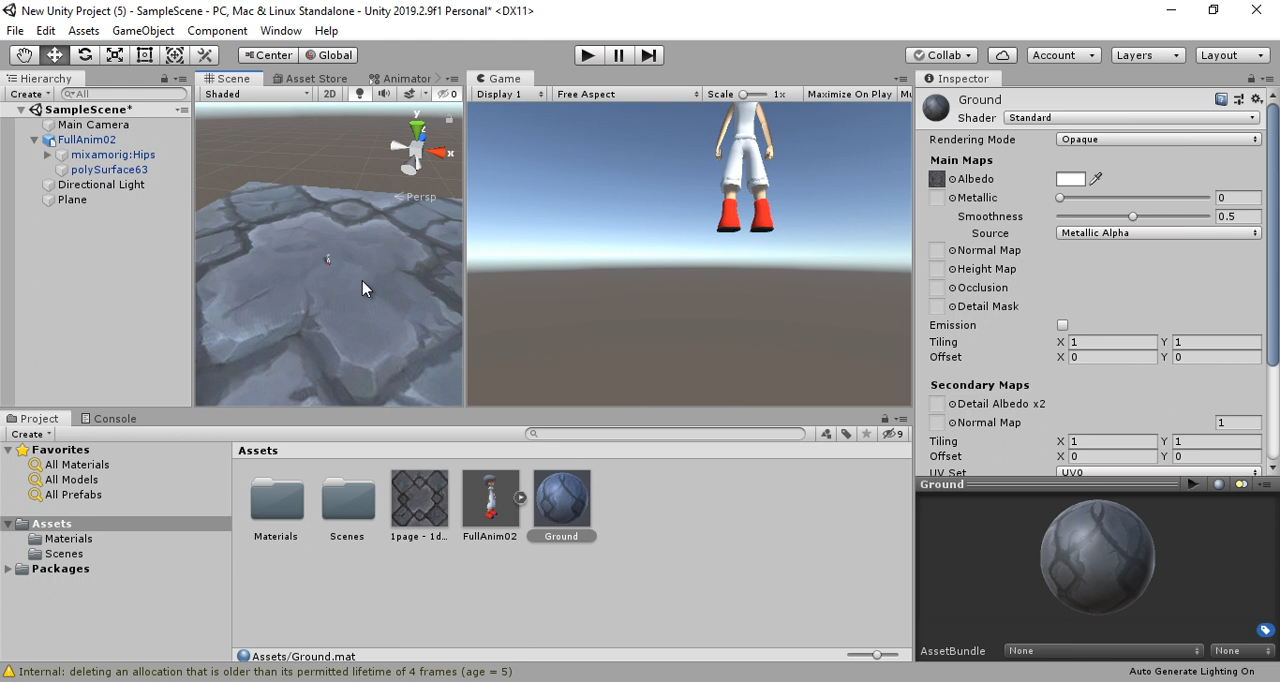 New Unity Project (5) - SampleScene - PC, Mac & Linux Standalone - Unity 2019.2.9f1 Personal* <DX11>
File Edit Assets GameObject Component Window Help
Center Global Collab Account Layers Layout
Hierarchy Scene Asset Store Animator Game Inspector
Create All Shaded 2D 0 Display 1 Free Aspect Scale 1x Maximize On Play Mu
SampleScene*
Main Camera
FullAnim02
mixamorig:Hips
polySurface63
Directional Light
Plane
y
z
x
Persp
Ground
Shader Standard
Rendering Mode Opaque
Main Maps
Albedo
Metallic 0
Smoothness 0.5
Source Metallic Alpha
Normal Map
Height Map
Occlusion
Detail Mask
Emission
Tiling X 1 Y 1
Offset X 0 Y 0
Secondary Maps
Detail Albedo x2
Normal Map 1
Tiling X 1 Y 1
Offset X 0 Y 0
UV Set UV0
Project Console
Create 9
Favorites
All Materials
All Models
All Prefabs
Assets
Materials
Scenes
Packages
Assets
Materials Scenes 1page - 1d... FullAnim02 Ground
Assets/Ground.mat
Ground
AssetBundle None None
Internal: deleting an allocation that is older than its permitted lifetime of 4 frames (age = 5)
Auto Generate Lighting On